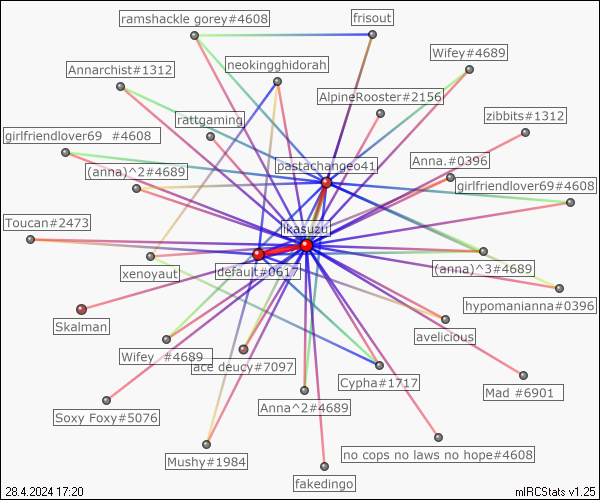 ramshackle gorey#4608
frisout
Wifey#4689
neokingghidorah
Annarchist#1312
AlpineRooster#2156
zibbits#1312
rattgaming
girlfriendlover69 #4608
pastachangeo41
Anna.#0396
(anna)^2#4689
girlfriendlover69#4608
Toucan#2473
ikasuzu
default#0617
xenoyaut
(anna)^3#4689
hypomanianna#0396
Skalman
avelicious
Wifey #4689
ace deucy#7097
Cypha#1717
Mad #6901
Anna^2#4689
Soxy Foxy#5076
no cops no laws no hope#4608
Mushy#1984
fakedingo
28.4.2024 17:20
mIRCStats v1.25